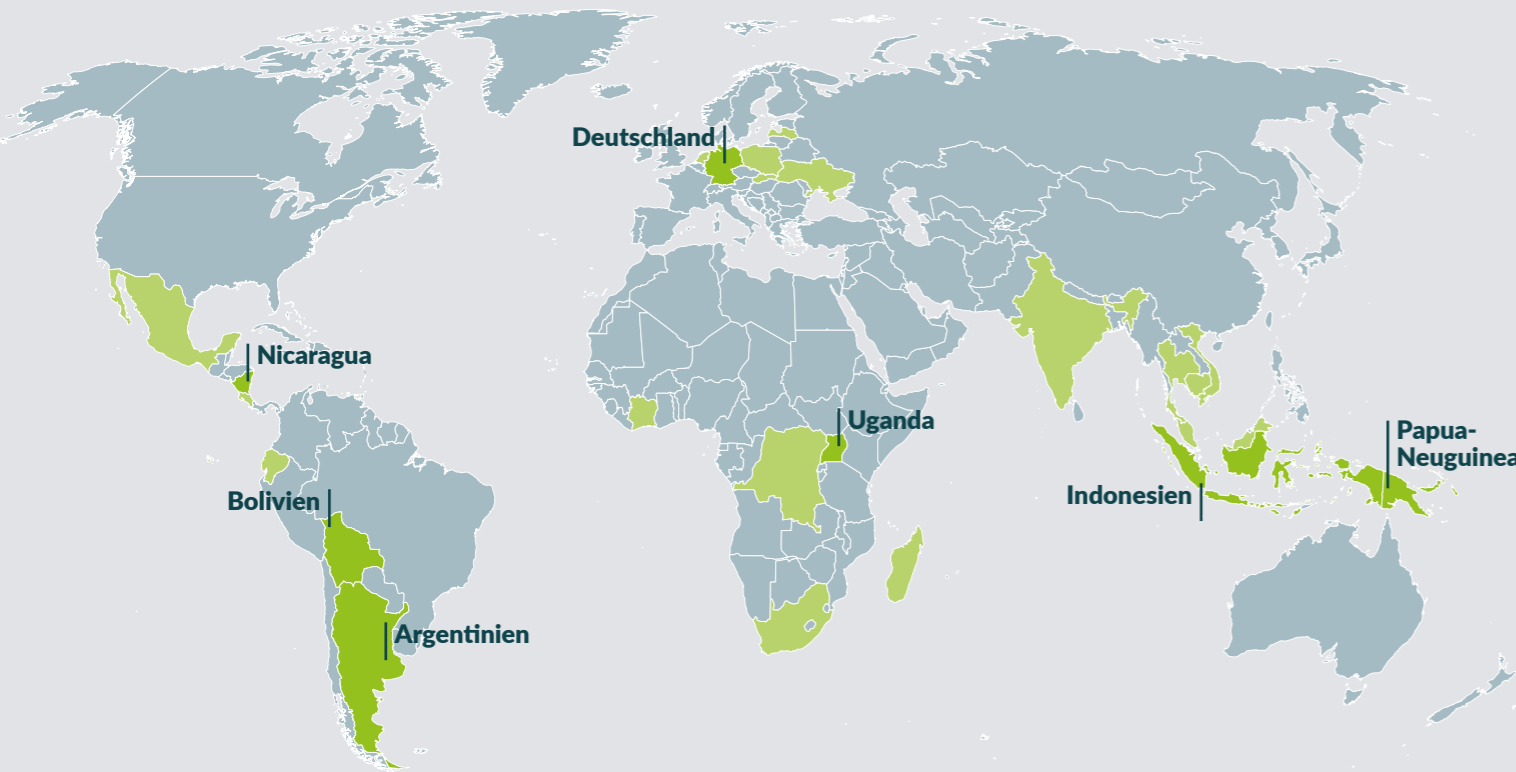 Deutschland
Nicaragua
Uganda
Papua-
Neuguinea
Bolivien
Indonesien
Argentinien